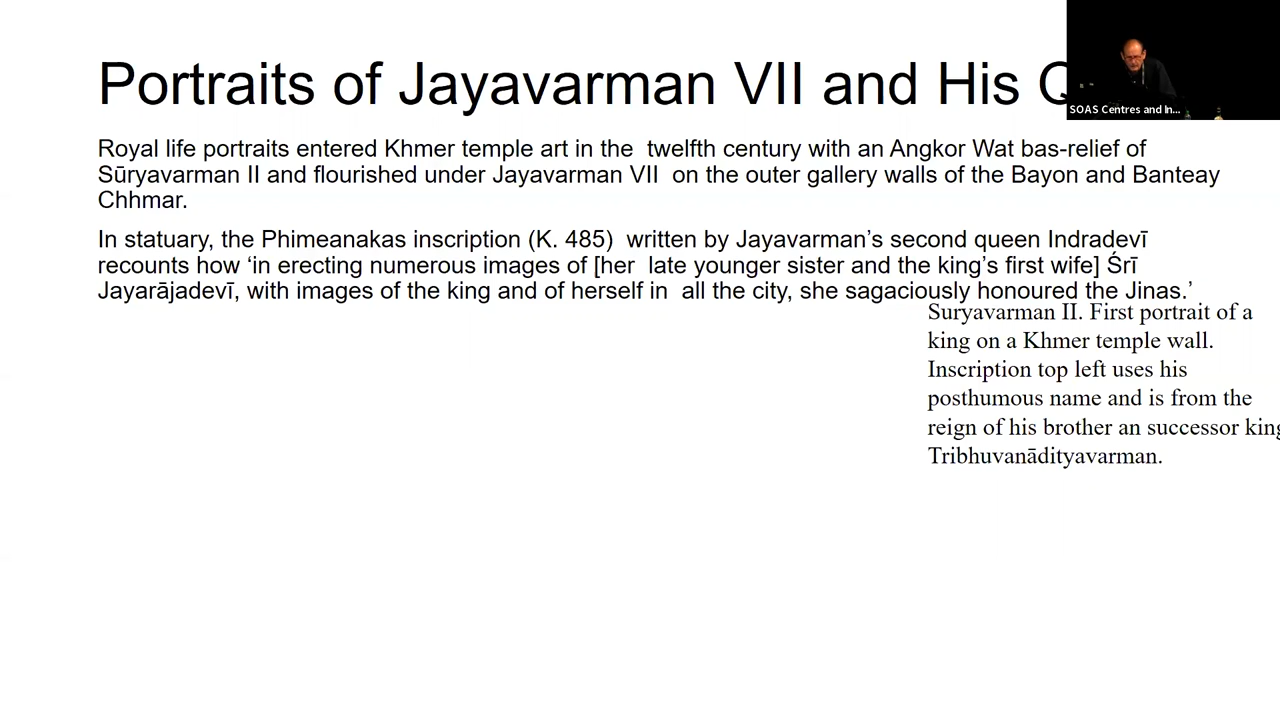 Portraits of Jayavarman VII and His
SOAS Centres and In...
Royal life portraits entered Khmer temple art in the twelfth century with an Angkor Wat bas-relief of
Sūryavarman II and flourished under Jayavarman VII on the outer gallery walls of the Bayon and Banteay
Chhmar.
In statuary, the Phimeanakas inscription (K. 485) written by Jayavarman’s second queen Indradevī
recounts how ‘in erecting numerous images of [her late younger sister and the king’s first wife] Śrī
Jayarājadevī, with images of the king and of herself in all the city, she sagaciously honoured the Jinas.’
Suryavarman II. First portrait of a
king on a Khmer temple wall.
Inscription top left uses his
posthumous name and is from the
reign of his brother an successor king
Tribhuvanādityavarman.